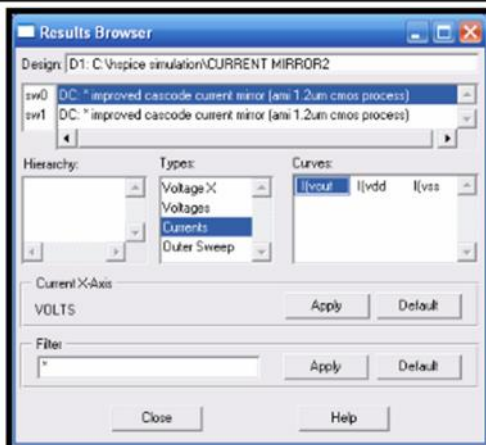 Results Browser
Design: D1: C:\hspice simulation\CURRENT MIRROR2
sw0 DC: * improved cascode current mirror (ami 1.2um cmos process)
sw1 DC: * improved cascode current mirror (ami 1.2um cmos process)
Hierarchy: Types: Curves:
Voltage X
Voltages
Currents
Outer Sweep
I(vout I(vdd I(vss
Current X-Axis
VOLTS Apply Default
Filter
* Apply Default
Close Help